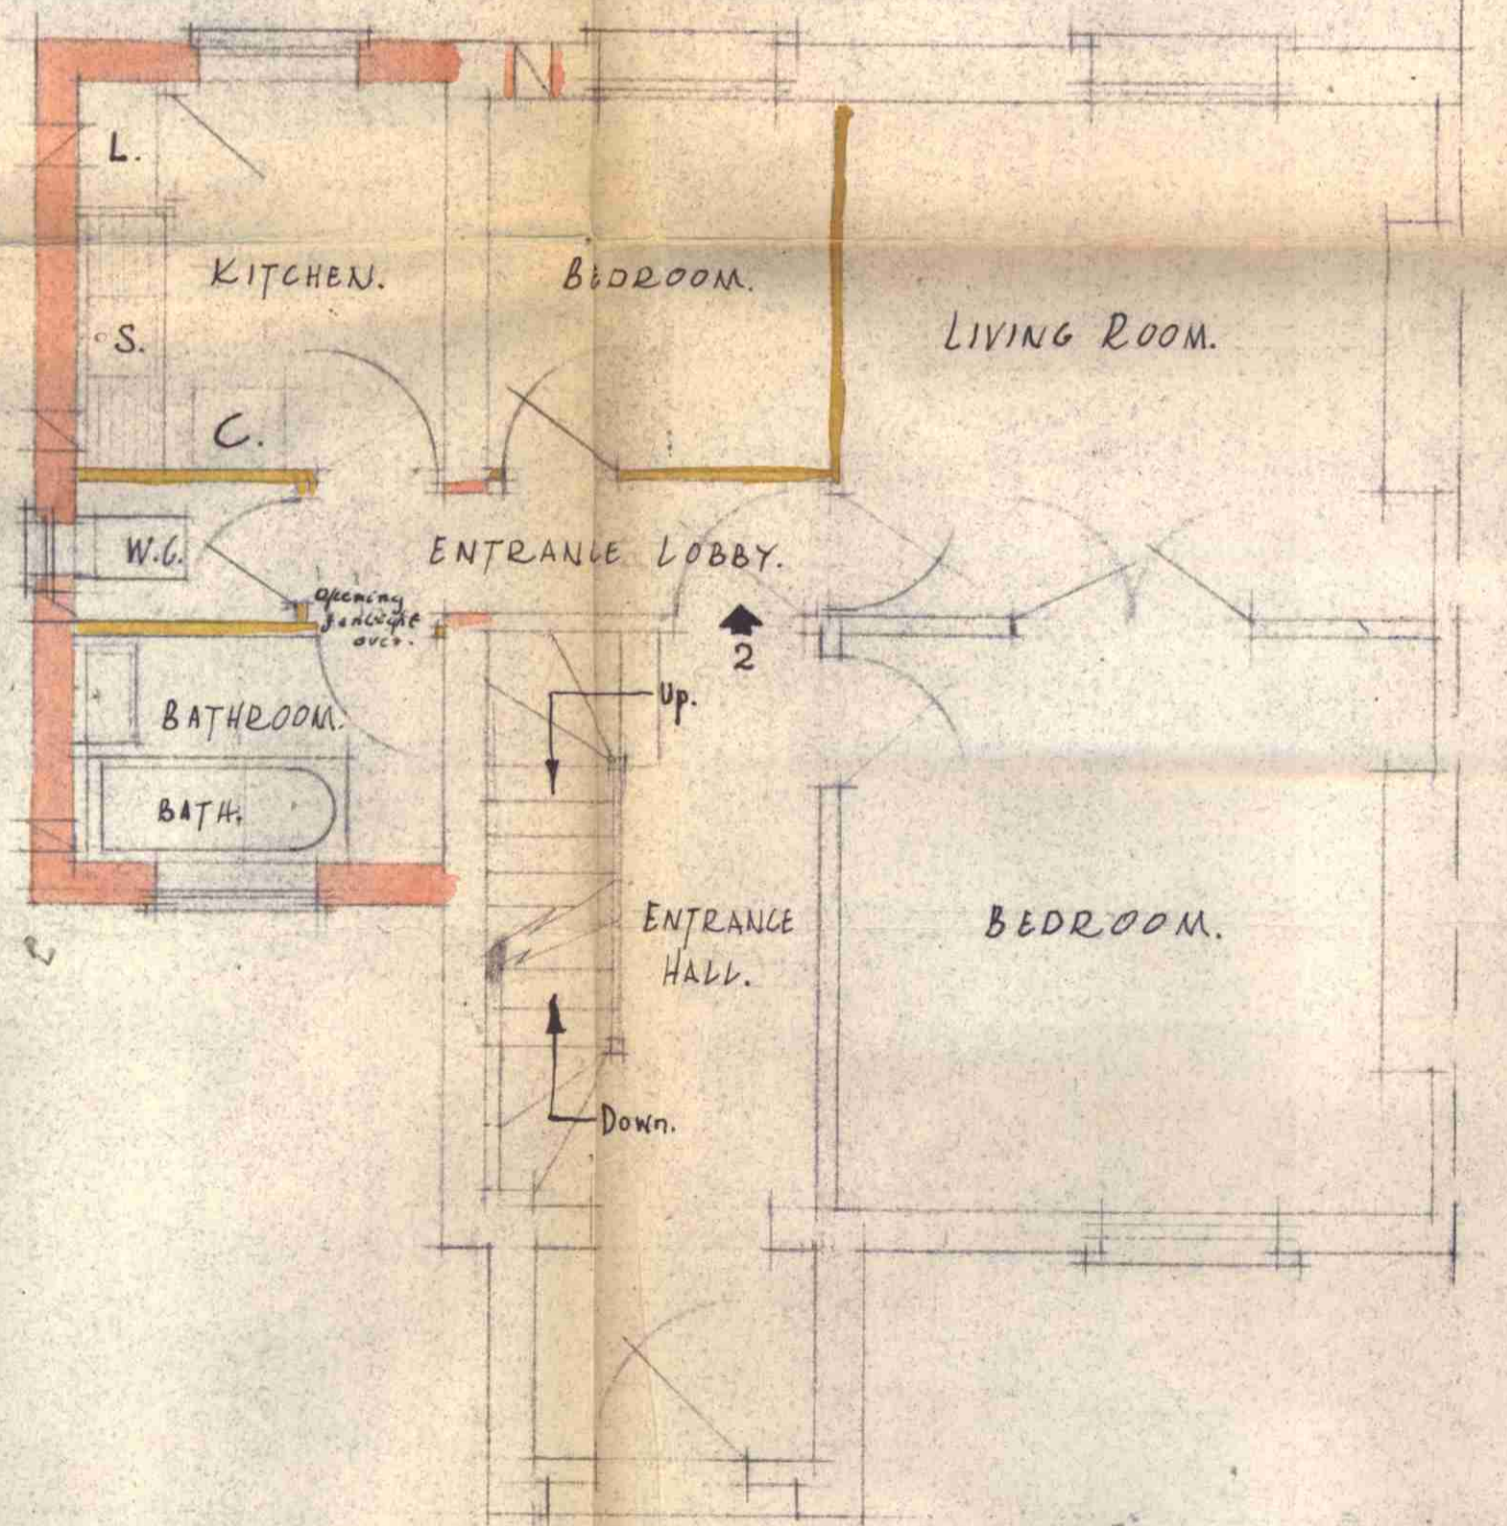 L.
KITCHEN.
BEDROOM.
LIVING ROOM.
S.
C.
W.C.
ENTRANCE LOBBY.
Opening
fanlight
over.
2
Up.
BATHROOM.
BATH.
ENTRANCE
HALL.
BEDROOM.
Down.